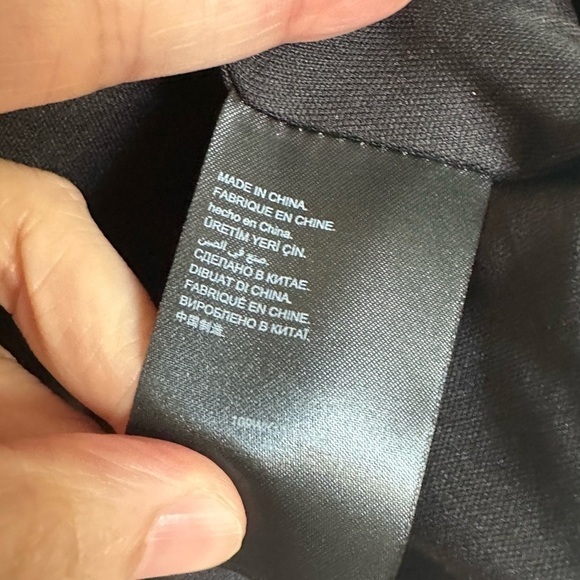 MADE IN CHINA.
FABRIQUE EN CHINE.
hecho en China.
ÜRETİM YERİ ÇİN.
صنع في الصين
СДЕЛАНО В КИТАЕ.
DIBUAT DI CHINA.
FABRIQUÉ EN CHINE.
ВИРОБЛЕНО В КИТАЇ.
中国制造